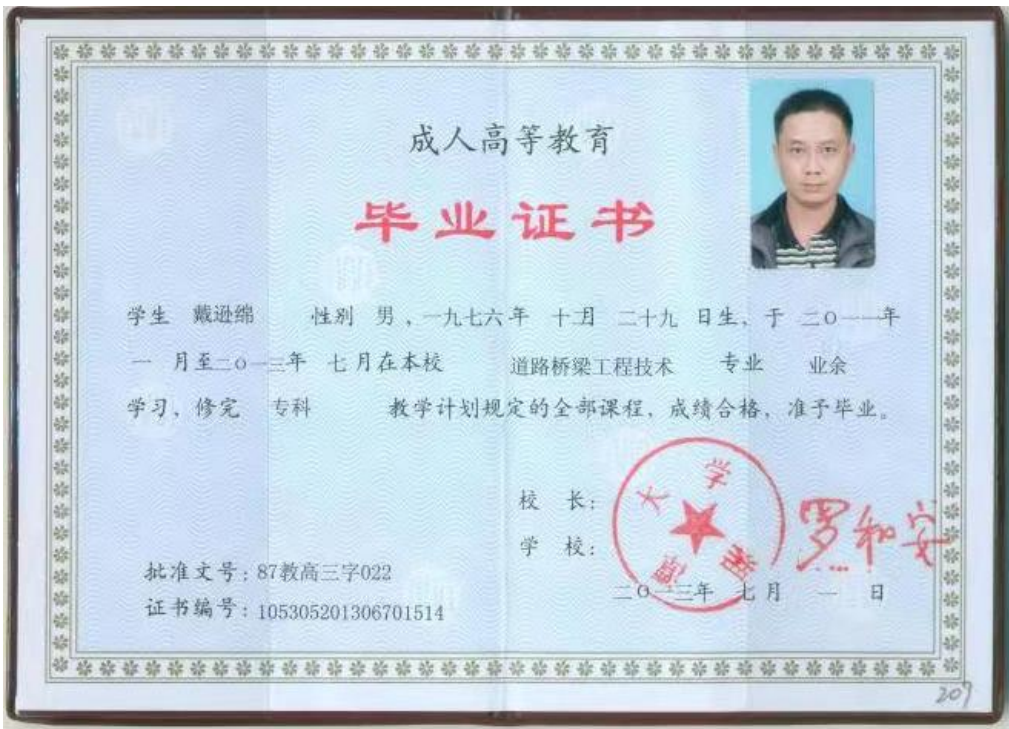 成人高等教育
毕业证书
学生 戴逊绵 性别 男，一九七六年 十月 二十九 日生，于 二○一一年
一 月至二○一三年 七月在本校 道路桥梁工程技术 专业 业余
学习，修完 专科 教学计划规定的全部课程，成绩合格，准予毕业。
校 长： 罗和安
学 校： 湘潭大学
批准文号：87教高三字022
二○一三年 七月 一 日
证书编号：105305201306701514
207